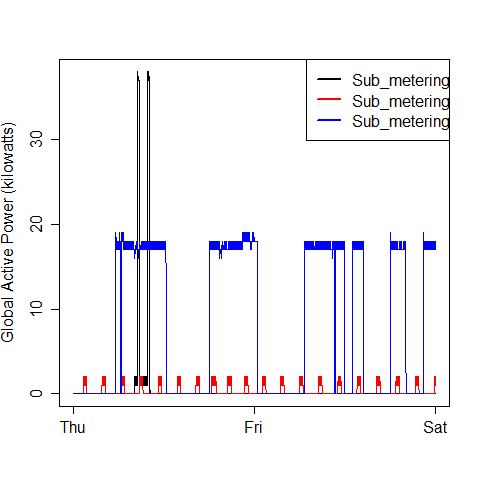 Sub_metering
Sub_metering
Sub_metering
Global Active Power (kilowatts)
30
20
10
0
Thu Fri Sat